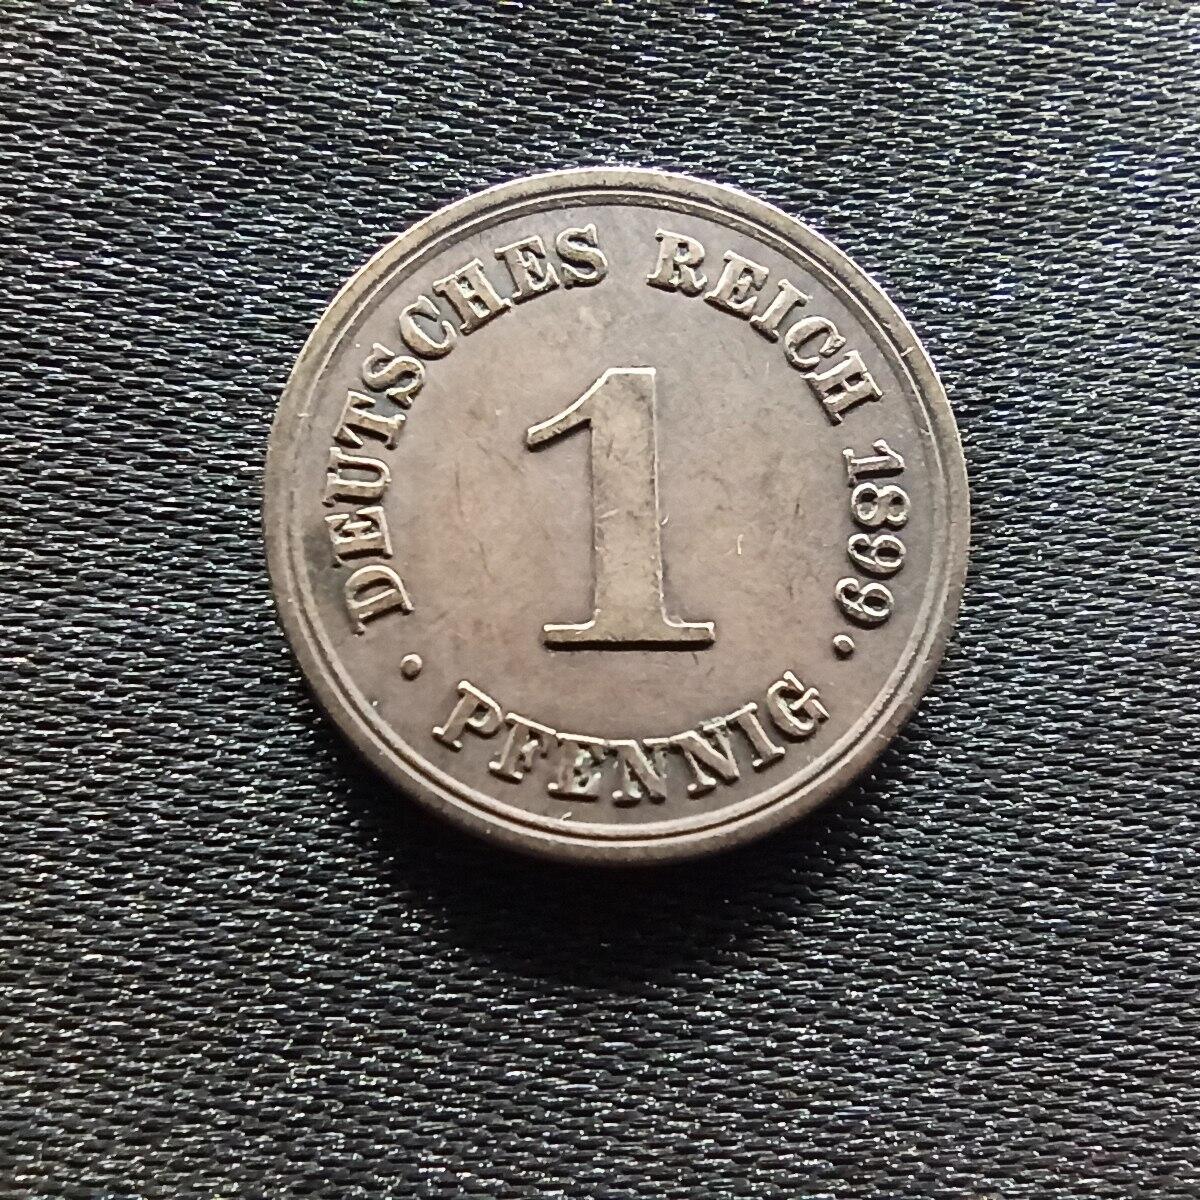 DEUTSCHES REICH 1899
1
· PFENNIG ·